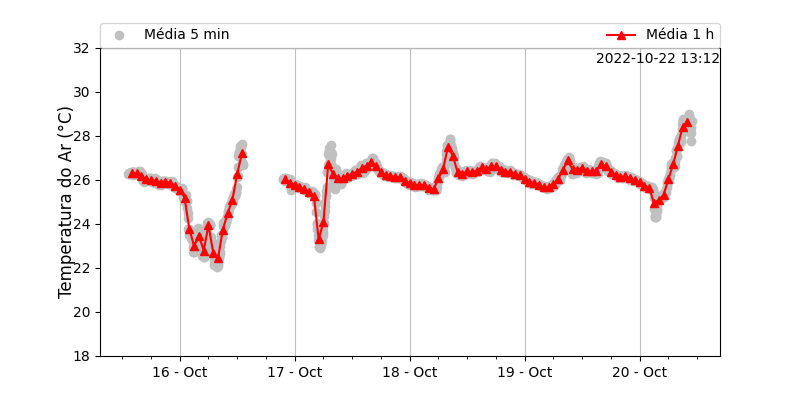 Média 5 min
Média 1 h
2022-10-22 13:12
Temperatura do Ar (°C)
32
30
28
26
24
22
20
18
16 - Oct
17 - Oct
18 - Oct
19 - Oct
20 - Oct